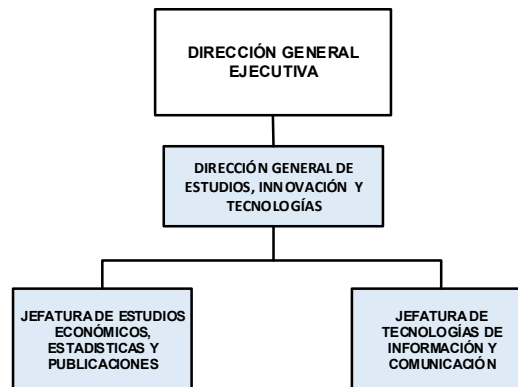 DIRECCIÓN GENERAL
EJECUTIVA
DIRECCIÓN GENERAL DE
ESTUDIOS, INNOVACIÓN Y
TECNOLOGÍAS
JEFATURA DE ESTUDIOS
ECONÓMICOS,
ESTADISTICAS Y
PUBLICACIONES
JEFATURA DE
TECNOLOGÍAS DE
INFORMACIÓN Y
COMUNICACIÓN